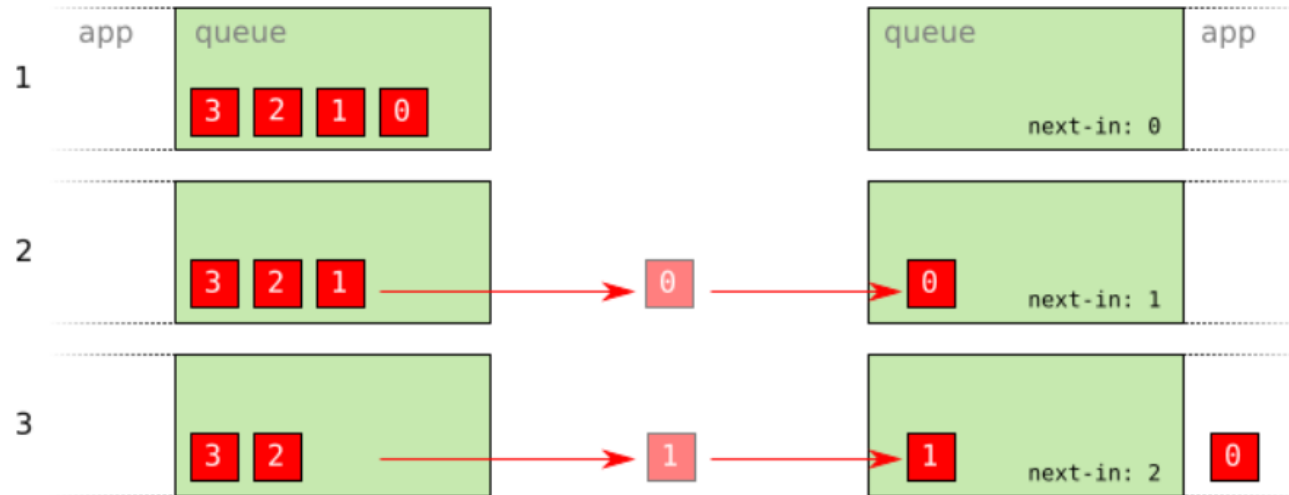 app queue queue app
1
3 2 1 0
next-in: 0
2
3 2 1 0 0
next-in: 1
3
3 2 1 1 0
next-in: 2